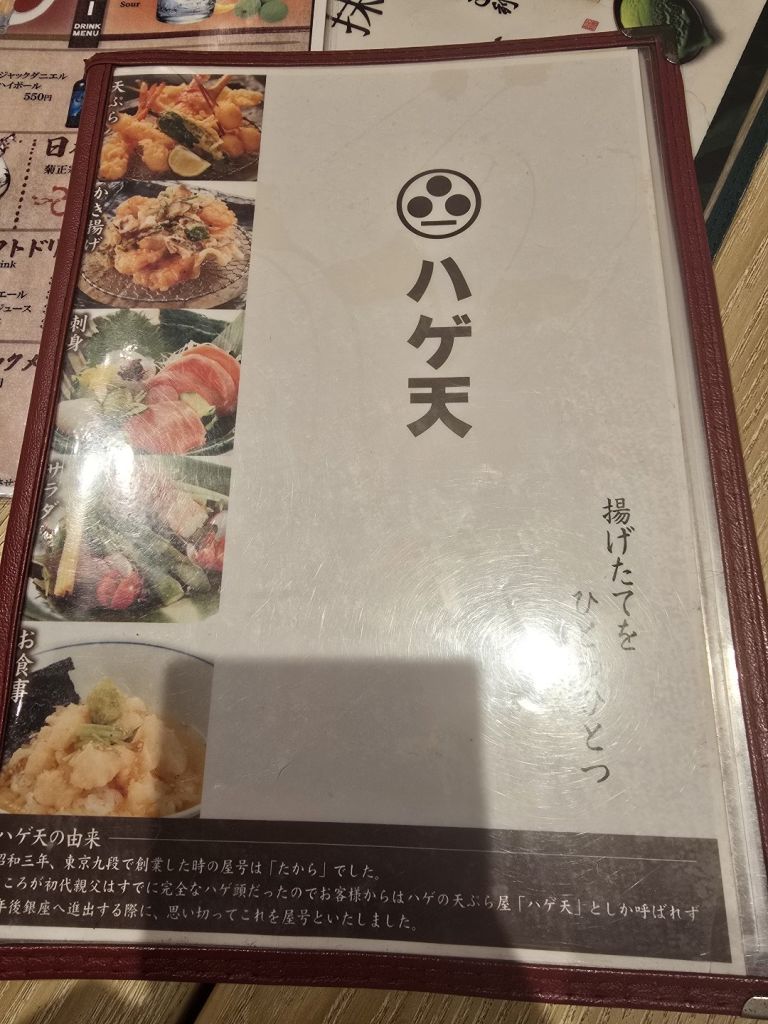 Sour
DRINK
MENU
ジャックダニエル
ハイボール
550円
菊正
ink
エール
ジュース
天ぷら
かき揚げ
刺身
サラダ
お食事
ハゲ天
揚げたてを
ひとつひとつ
ハゲ天の由来
昭和三年、東京九段で創業した時の屋号は「たから」でした。
ころが初代親父はすでに完全なハゲ頭だったのでお客様からはハゲの天ぷら屋「ハゲ天」としか呼ばれず
年後銀座へ進出する際に、思い切ってこれを屋号といたしました。